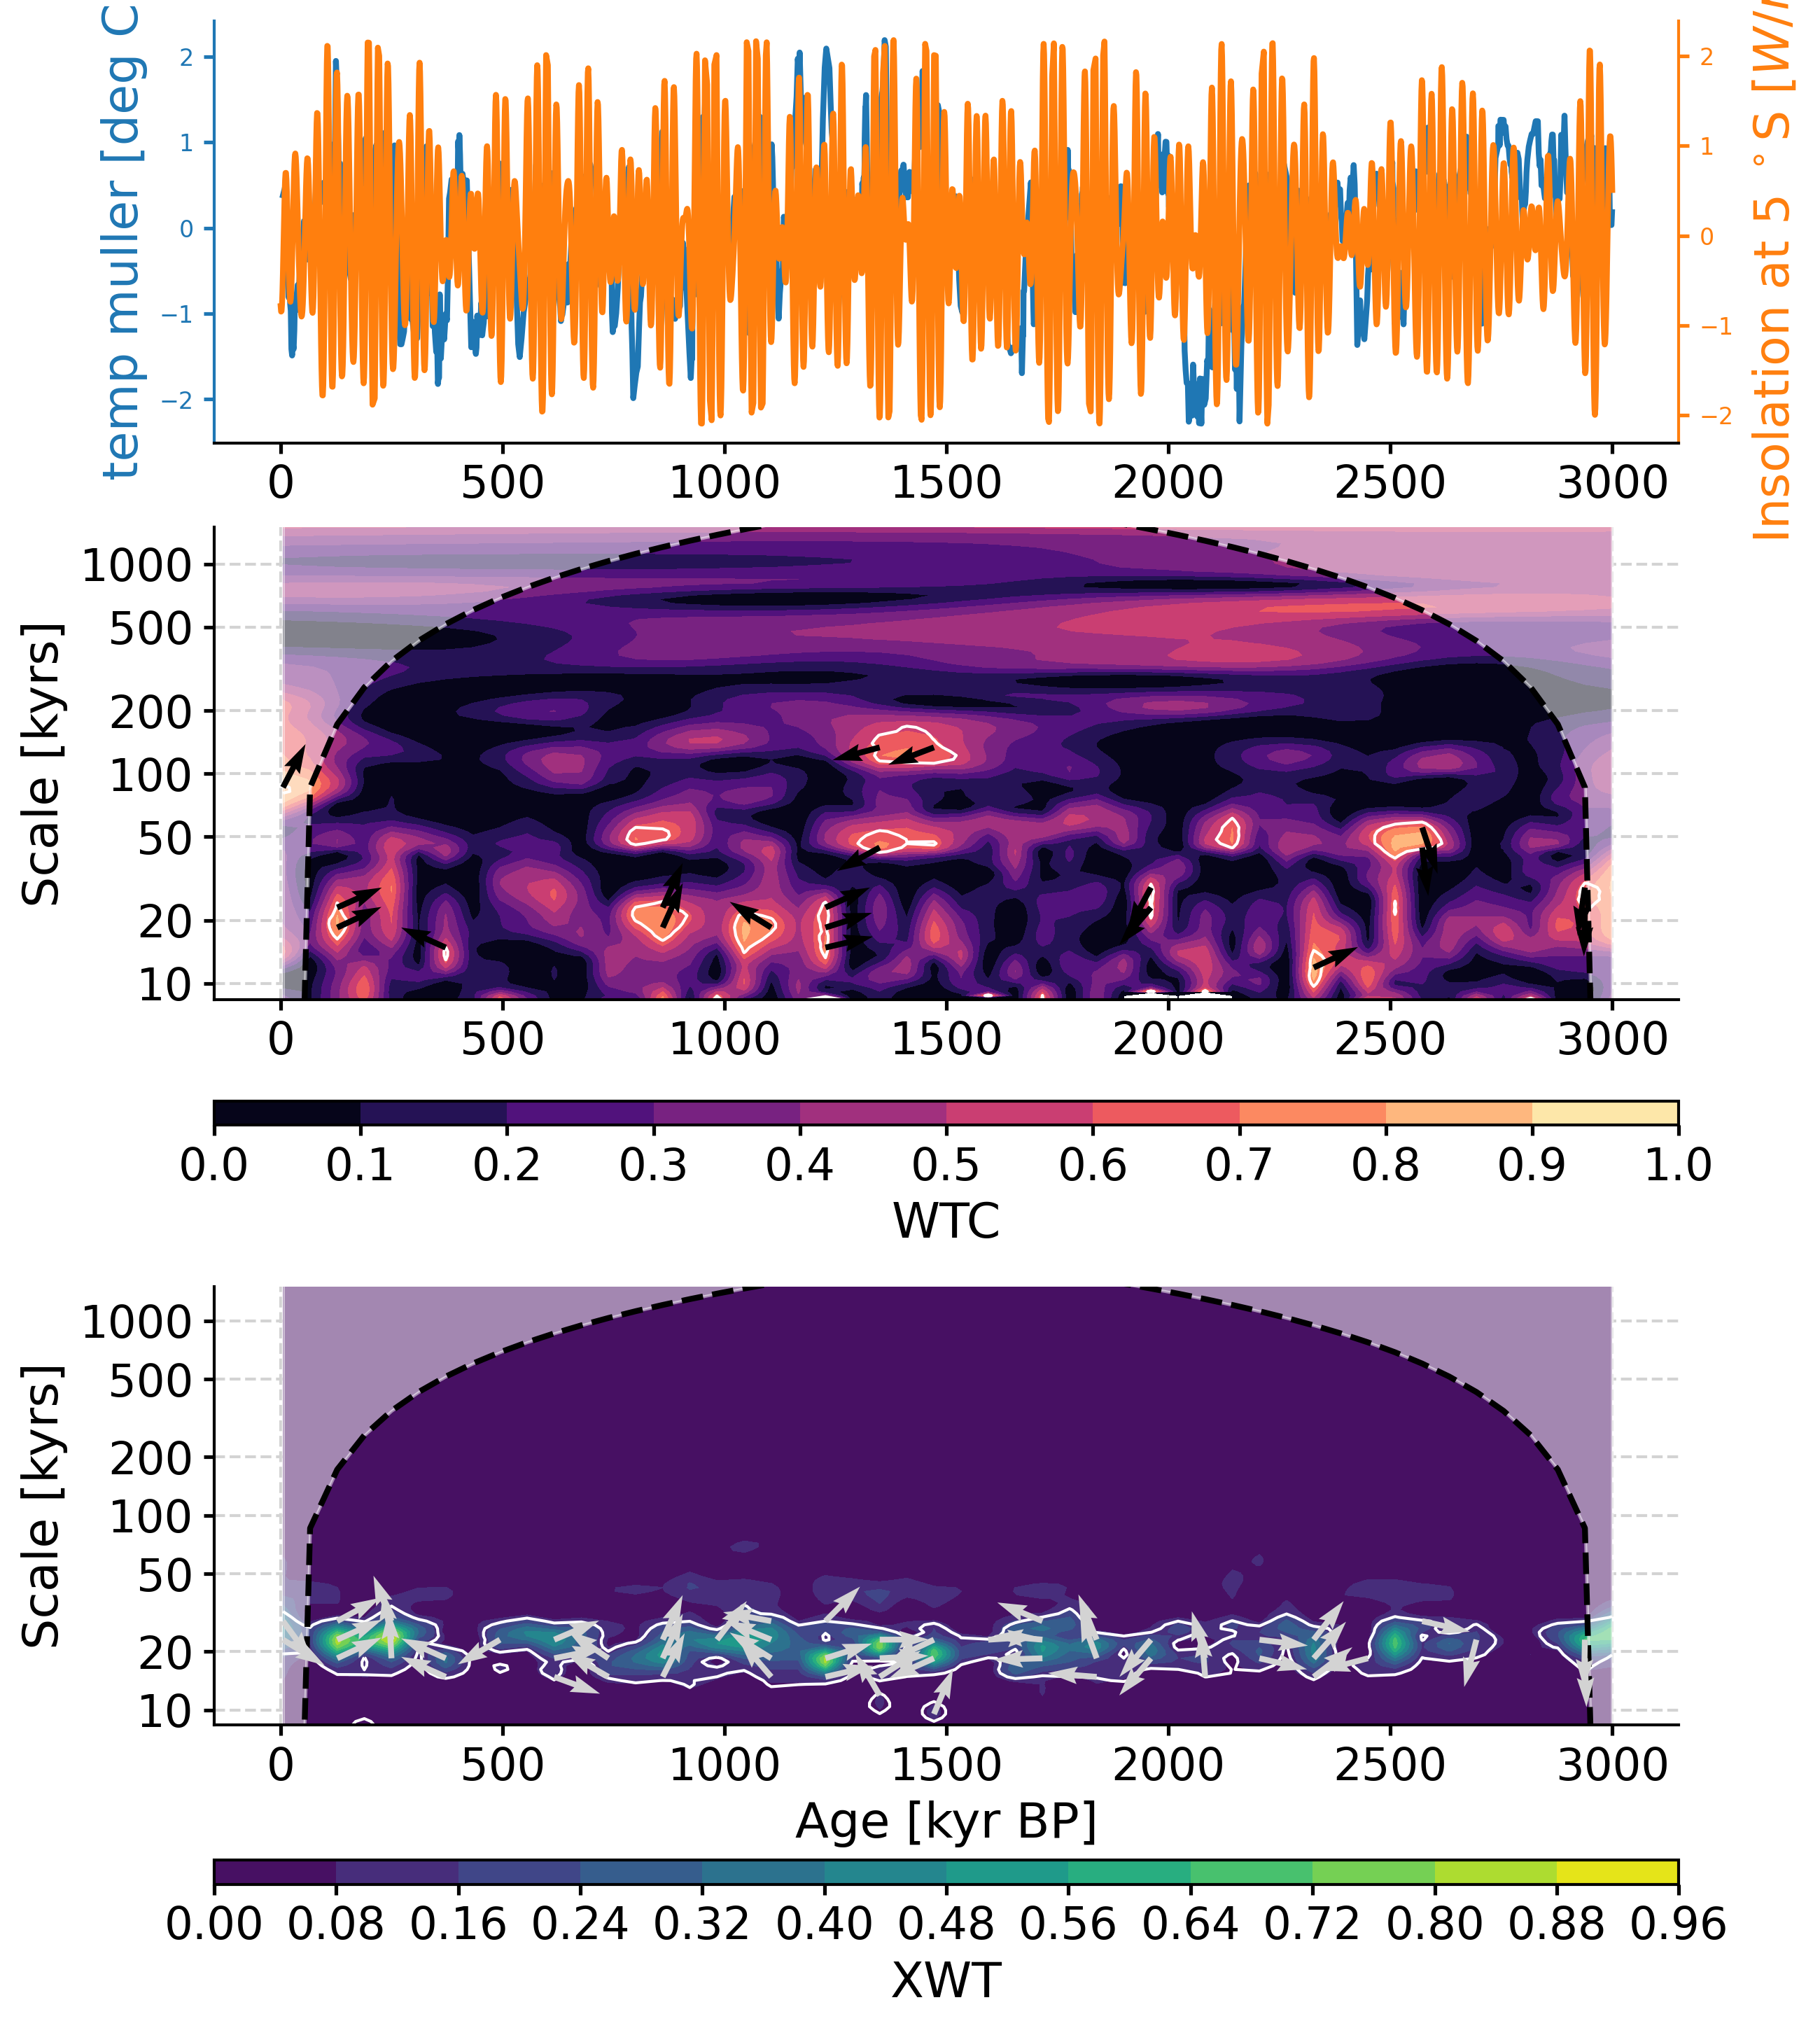 temp muller [deg C
2
1
0
−1
−2
2
1
0
−1
−2
Insolation at 5 ° S [W/
0 500 1000 1500 2000 2500 3000
Scale [kyrs]
1000
500
200
100
50
20
10
0 500 1000 1500 2000 2500 3000
0.0 0.1 0.2 0.3 0.4 0.5 0.6 0.7 0.8 0.9 1.0
WTC
Scale [kyrs]
1000
500
200
100
50
20
10
0 500 1000 1500 2000 2500 3000
Age [kyr BP]
0.00 0.08 0.16 0.24 0.32 0.40 0.48 0.56 0.64 0.72 0.80 0.88 0.96
XWT